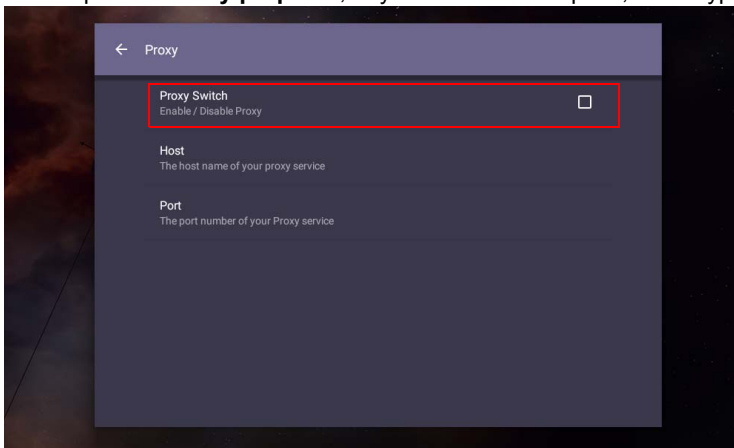 Proxy
Proxy Switch
Enable / Disable Proxy
Host
The host name of your proxy service
Port
The port number of your Proxy service